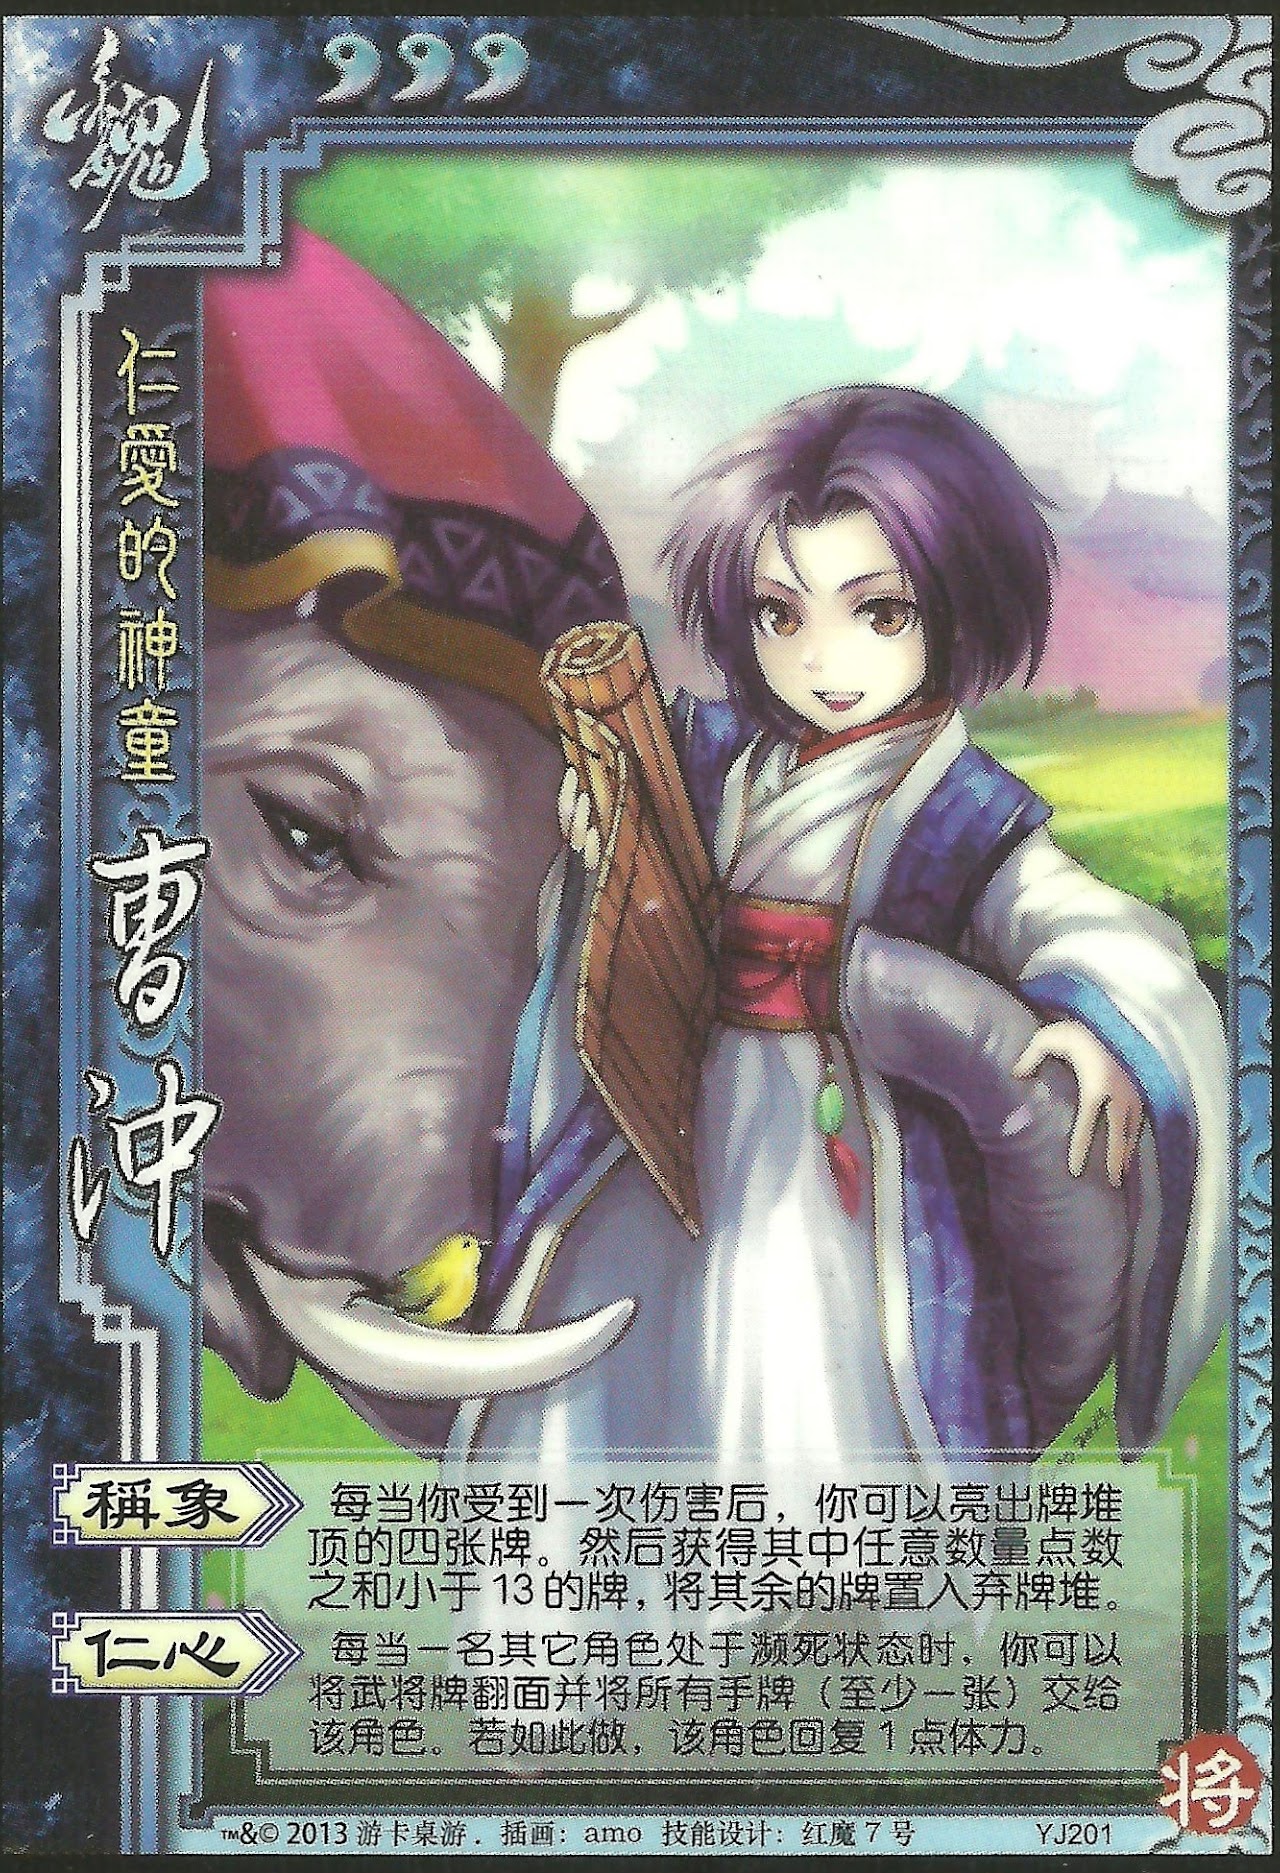 魏
仁愛的神童
曹沖
稱象
每当你受到一次伤害后，你可以亮出牌堆
顶的四张牌。然后获得其中任意数量点数
之和小于13的牌，将其余的牌置入弃牌堆。
仁心
每当一名其它角色处于濒死状态时，你可以
将武将牌翻面并将所有手牌（至少一张）交给
该角色。若如此做，该角色回复1点体力。
将
™&© 2013 游卡桌游． 插画：amo 技能设计：红魔7号 YJ201